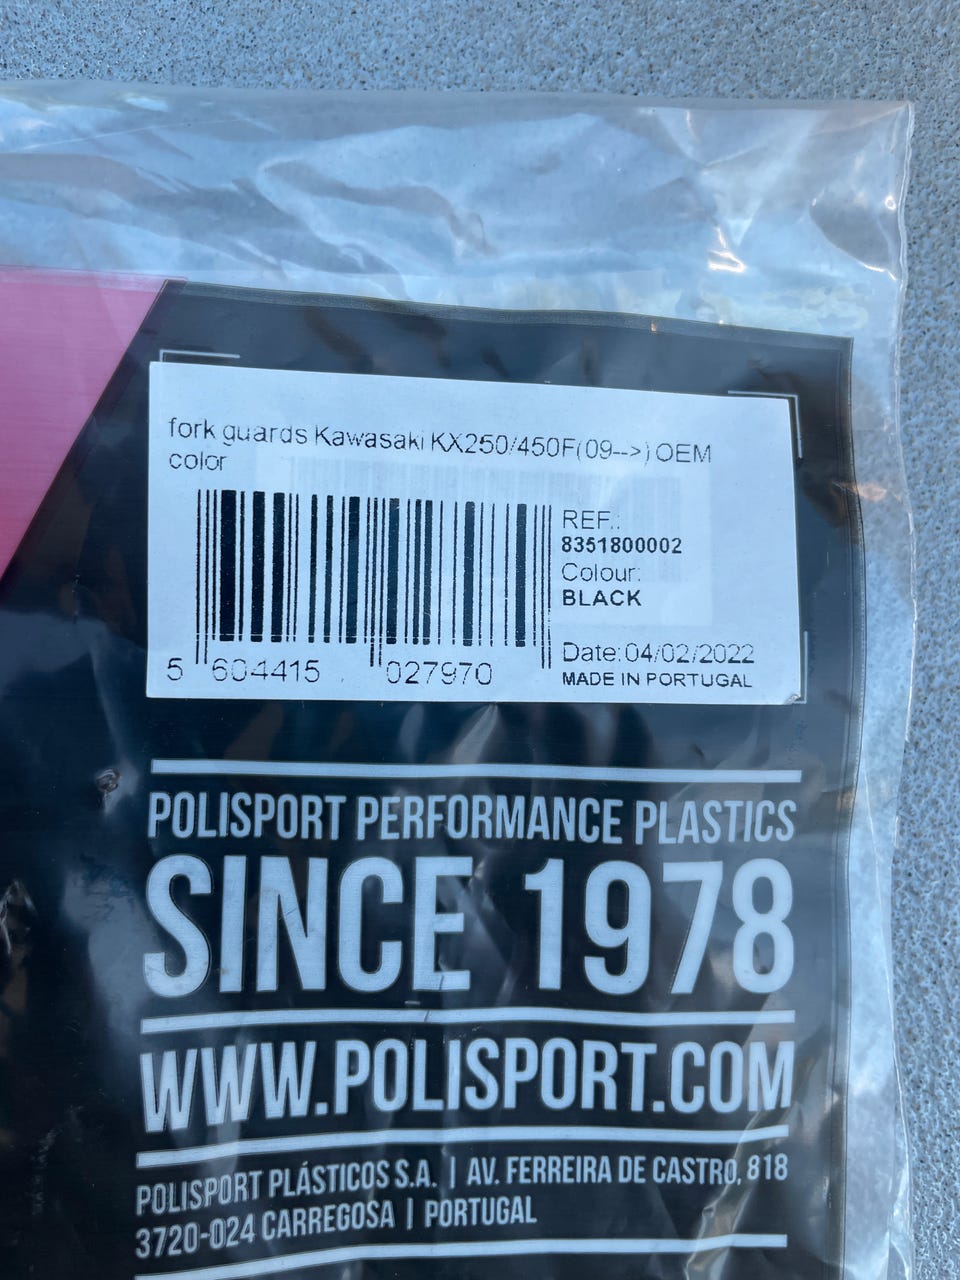 fork guards Kawasaki KX250/450F(09-->) OEM
color
REF.:
8351800002
Colour:
BLACK
Date:04/02/2022
MADE IN PORTUGAL
5 604415 027970
POLISPORT PERFORMANCE PLASTICS
SINCE 1978
WWW.POLISPORT.COM
POLISPORT PLÁSTICOS S.A. | AV. FERREIRA DE CASTRO, 818
3720-024 CARREGOSA | PORTUGAL